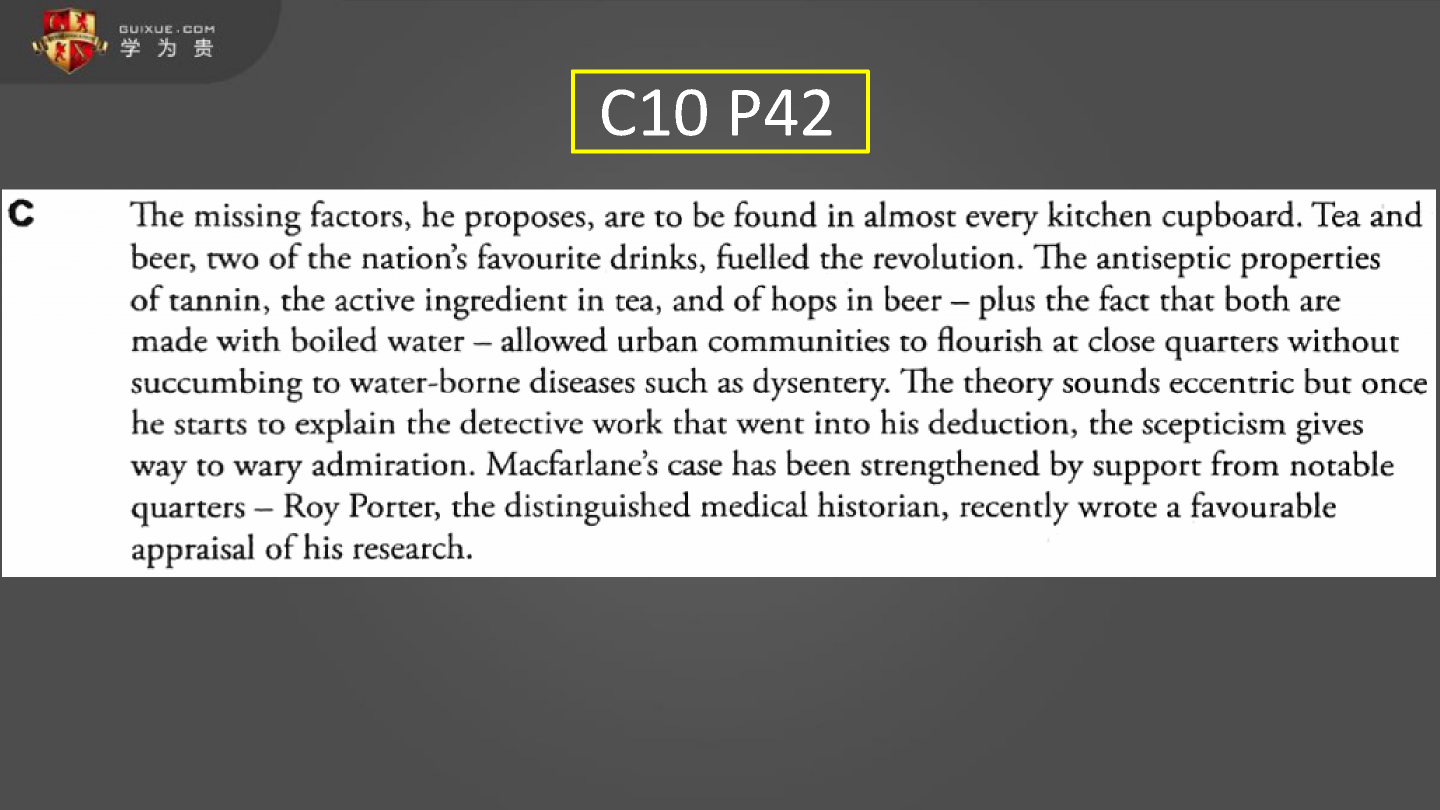 GUIXUE.COM
学为贵
C10 P42
C
The missing factors, he proposes, are to be found in almost every kitchen cupboard. Tea and
beer, two of the nation's favourite drinks, fuelled the revolution. The antiseptic properties
of tannin, the active ingredient in tea, and of hops in beer – plus the fact that both are
made with boiled water – allowed urban communities to flourish at close quarters without
succumbing to water-borne diseases such as dysentery. The theory sounds eccentric but once
he starts to explain the detective work that went into his deduction, the scepticism gives
way to wary admiration. Macfarlane's case has been strengthened by support from notable
quarters – Roy Porter, the distinguished medical historian, recently wrote a favourable
appraisal of his research.